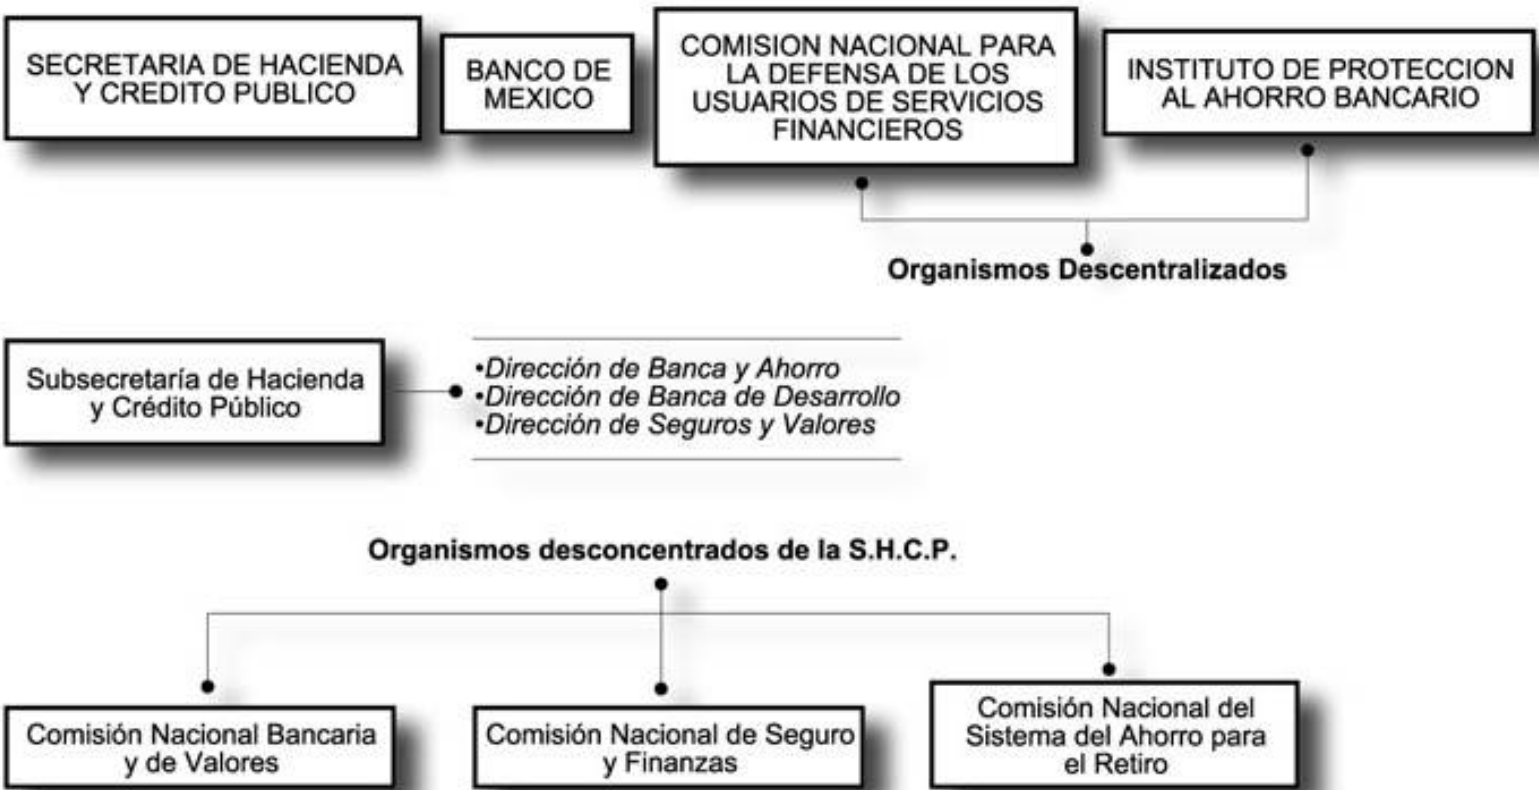 SECRETARIA DE HACIENDA
Y CREDITO PUBLICO
BANCO DE
MEXICO
COMISION NACIONAL PARA
LA DEFENSA DE LOS
USUARIOS DE SERVICIOS
FINANCIEROS
INSTITUTO DE PROTECCION
AL AHORRO BANCARIO
Organismos Descentralizados
Subsecretaría de Hacienda
y Crédito Público
•Dirección de Banca y Ahorro
•Dirección de Banca de Desarrollo
•Dirección de Seguros y Valores
Organismos desconcentrados de la S.H.C.P.
Comisión Nacional Bancaria
y de Valores
Comisión Nacional de Seguro
y Finanzas
Comisión Nacional del
Sistema del Ahorro para
el Retiro